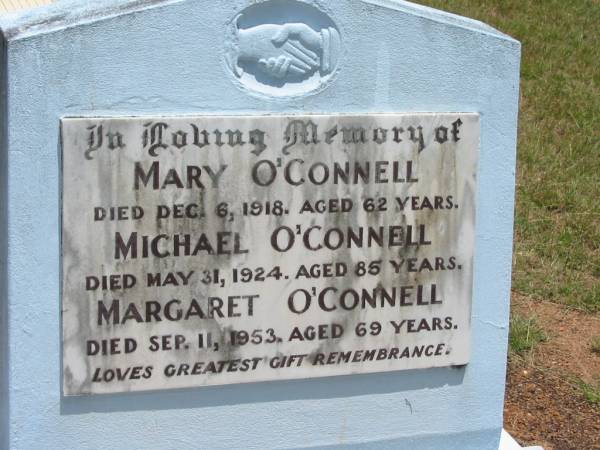 In Loving Memory of
MARY O'CONNELL
DIED DEC. 6, 1918. AGED 62 YEARS.
MICHAEL O'CONNELL
DIED MAY 31, 1924. AGED 85 YEARS.
MARGARET O'CONNELL
DIED SEP. 11, 1953. AGED 69 YEARS.
LOVES GREATEST GIFT REMEMBRANCE.